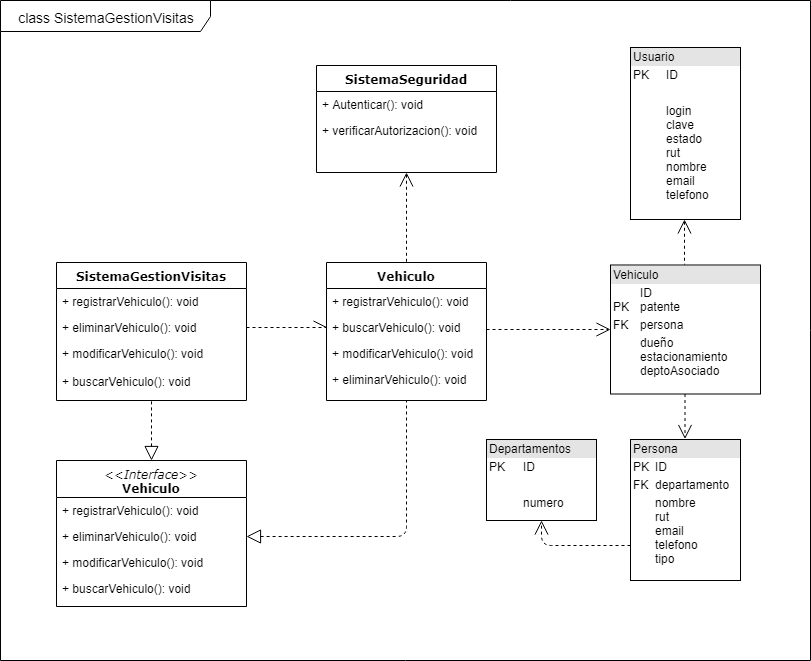 class SistemaGestionVisitas
SistemaSeguridad
+ Autenticar(): void
+ verificarAutorizacion(): void
Usuario
PK ID
login
clave
estado
rut
nombre
email
telefono
SistemaGestionVisitas
+ registrarVehiculo(): void
+ eliminarVehiculo(): void
+ modificarVehiculo(): void
+ buscarVehiculo(): void
Vehiculo
+ registrarVehiculo(): void
+ buscarVehiculo(): void
+ modificarVehiculo(): void
+ eliminarVehiculo(): void
Vehiculo
ID
PK patente
FK persona
dueño
estacionamiento
deptoAsociado
<<Interface>>
Vehiculo
+ registrarVehiculo(): void
+ eliminarVehiculo(): void
+ modificarVehiculo(): void
+ buscarVehiculo(): void
Departamentos
PK ID
numero
Persona
PK ID
FK departamento
nombre
rut
email
telefono
tipo